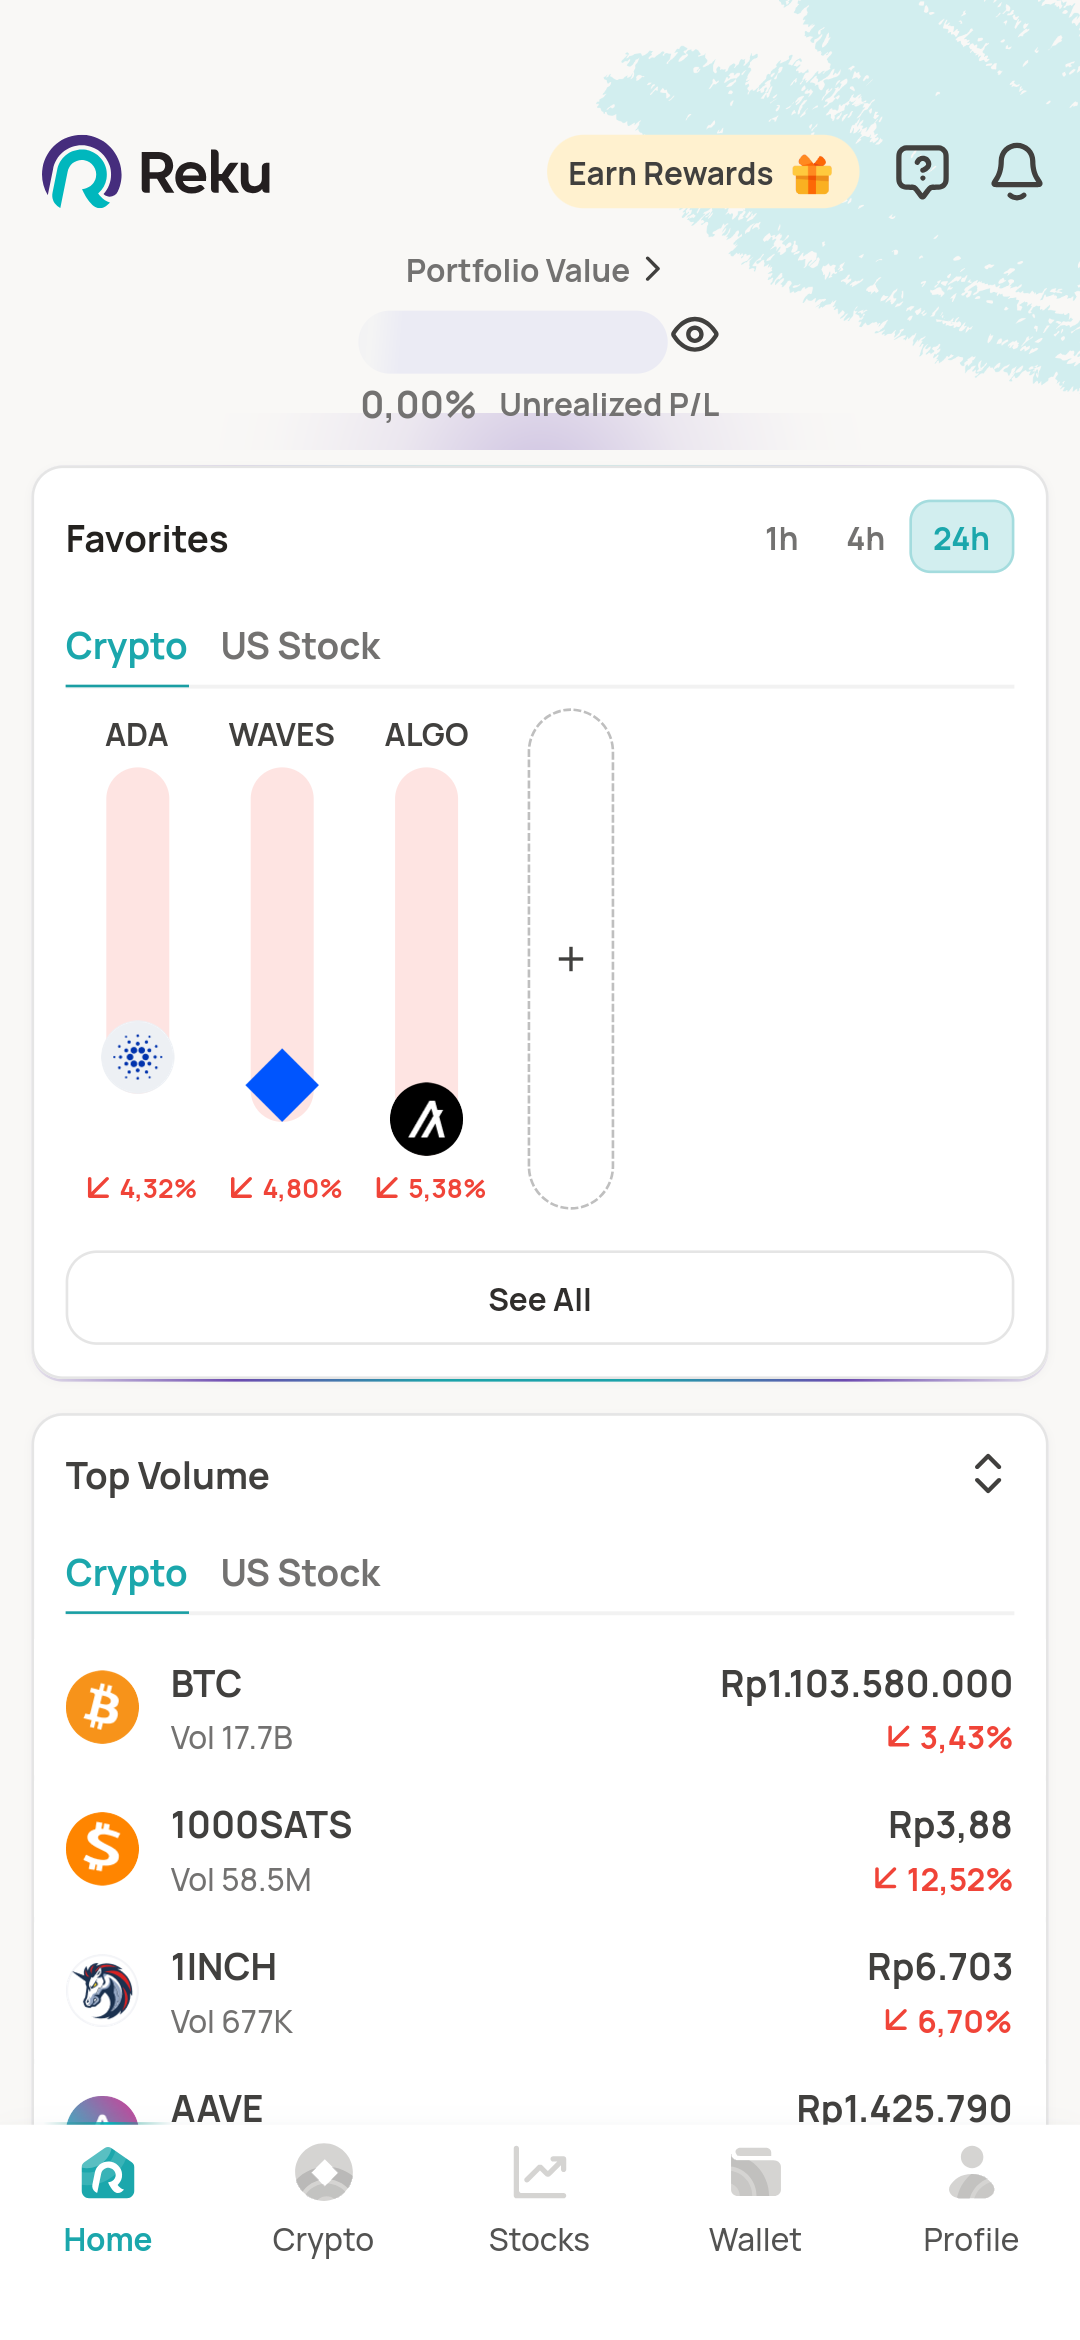 Reku
Earn Rewards
Portfolio Value
0,00% Unrealized P/L
Favorites
1h 4h 24h
Crypto US Stock
ADA WAVES ALGO
4,32% 4,80% 5,38%
See All
Top Volume
Crypto US Stock
BTC Rp1.103.580.000
Vol 17.7B 3,43%
1000SATS Rp3,88
Vol 58.5M 12,52%
1INCH Rp6.703
Vol 677K 6,70%
AAVE Rp1.425.790
Home Crypto Stocks Wallet Profile